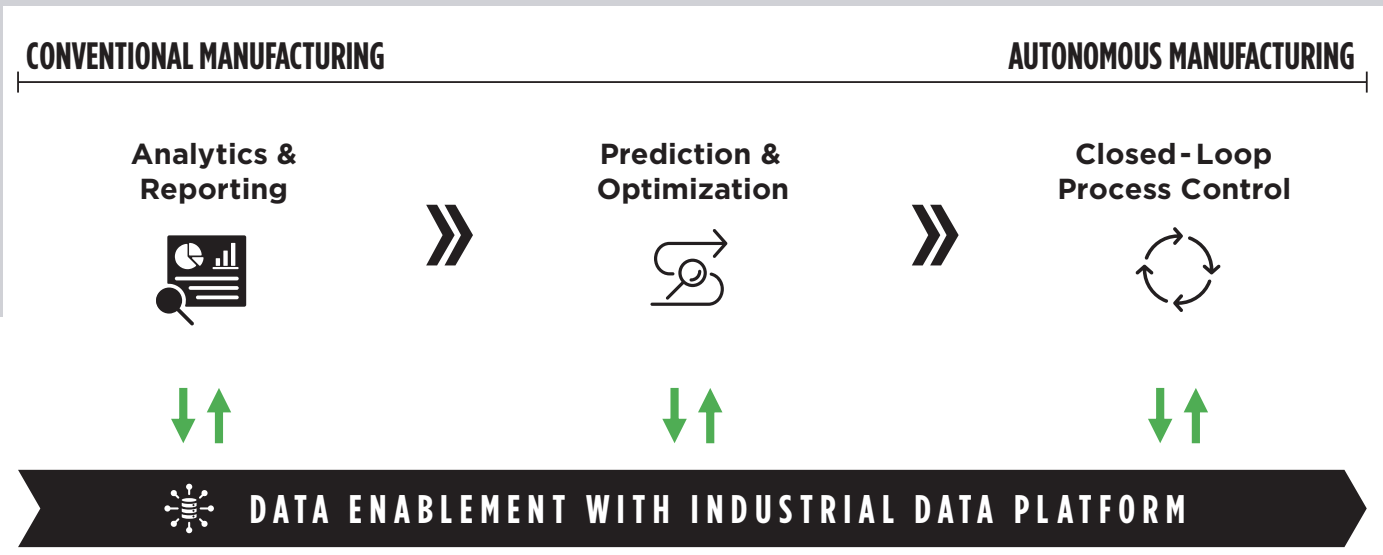 CONVENTIONAL MANUFACTURING
AUTONOMOUS MANUFACTURING
Analytics &
Reporting
Prediction &
Optimization
Closed-Loop
Process Control
DATA ENABLEMENT WITH INDUSTRIAL DATA PLATFORM